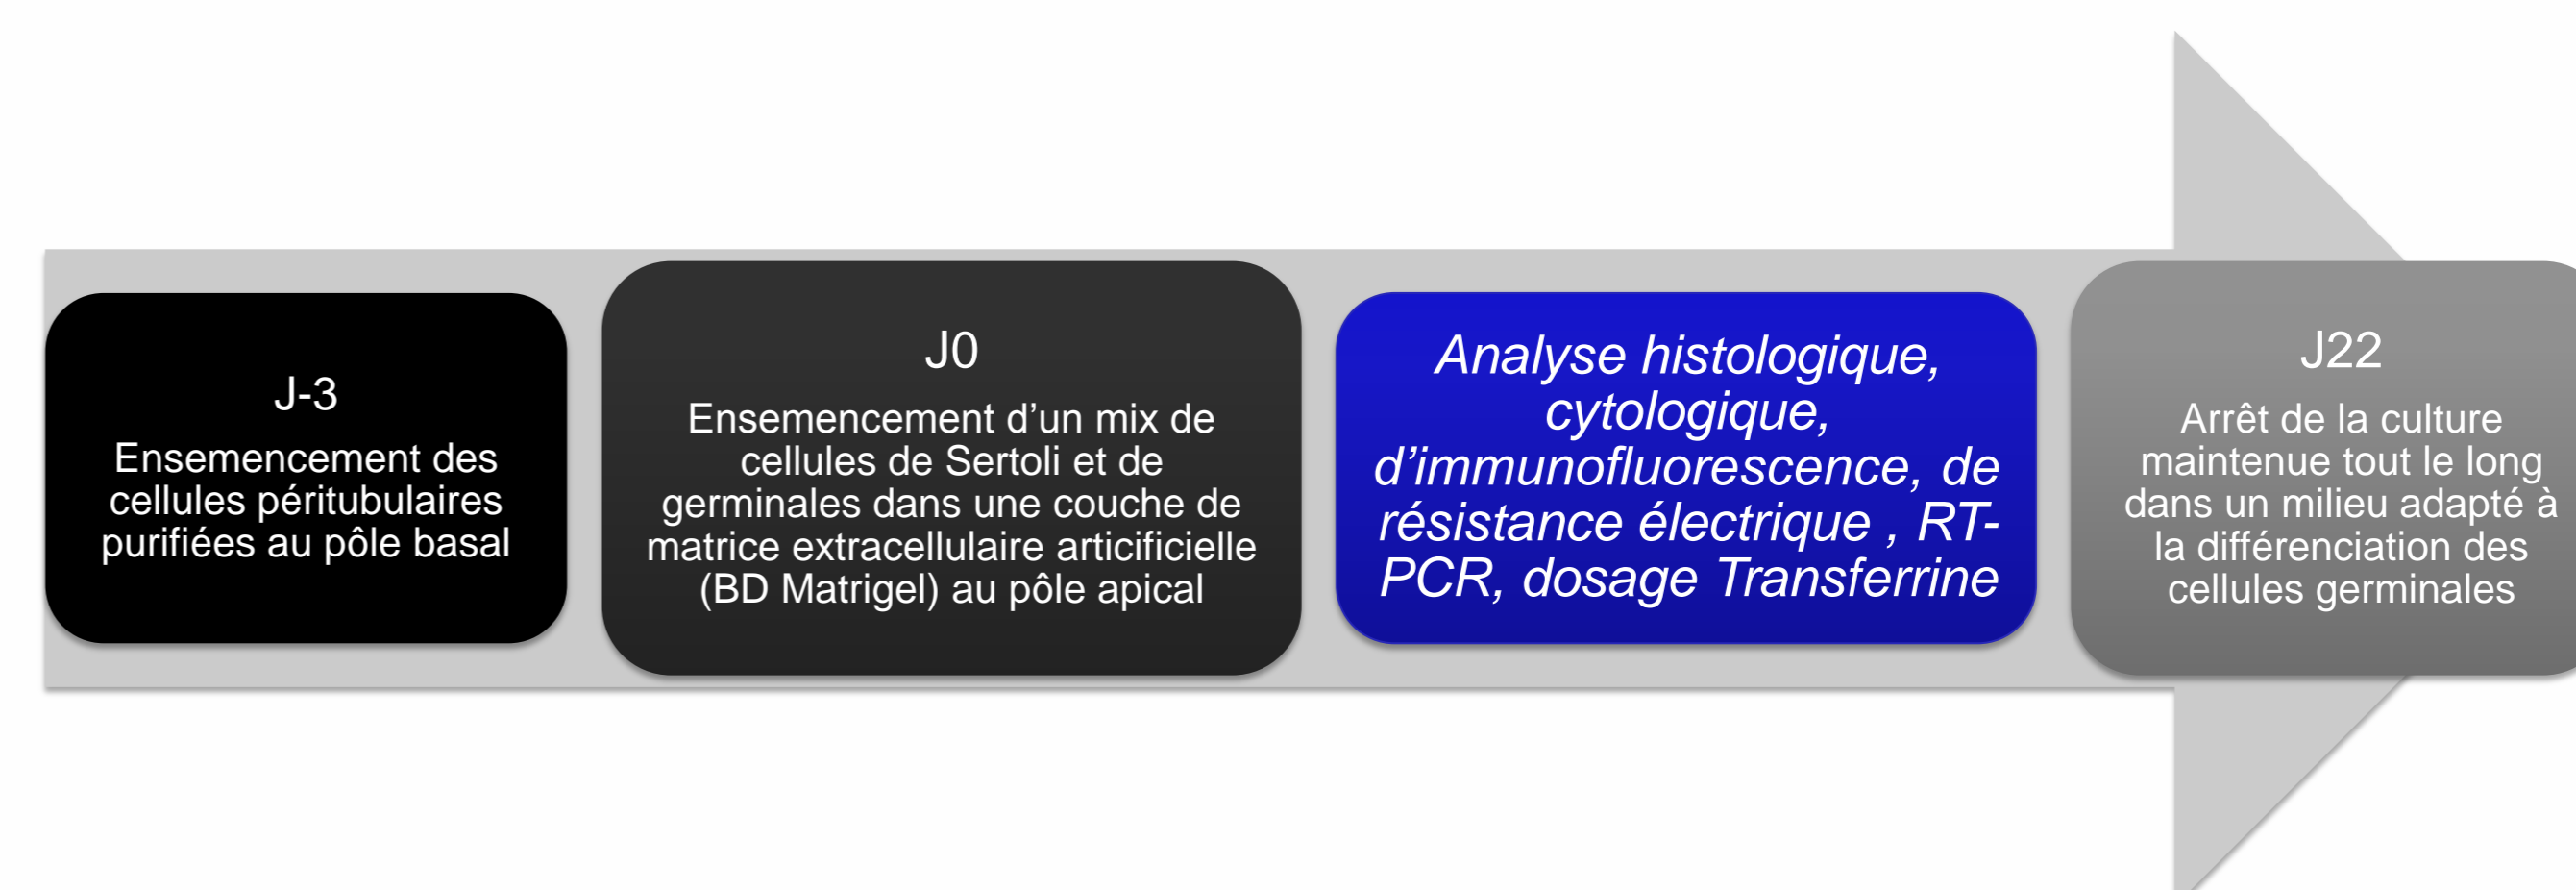 J-3
Ensemencement des
cellules péritubulaires
purifiées au pôle basal
J0
Ensemencement d’un mix de
cellules de Sertoli et de
germinales dans une couche de
matrice extracellulaire articificielle
(BD Matrigel) au pôle apical
Analyse histologique,
cytologique,
d’immunofluorescence, de
résistance électrique , RT-
PCR, dosage Transferrine
J22
Arrêt de la culture
maintenue tout le long
dans un milieu adapté à
la différenciation des
cellules germinales